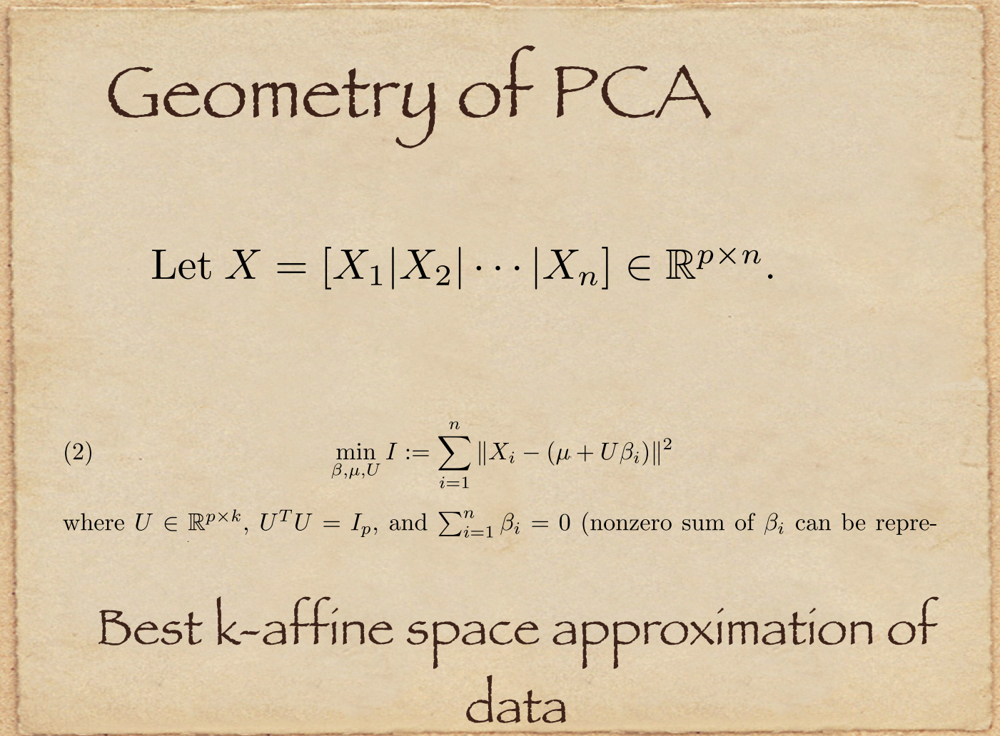 Geometry of PCA
Let $X = [X_1|X_2|\cdots|X_n] \in \mathbb{R}^{p \times n}$.
(2) $\min_{\beta,\mu,U} I := \sum_{i=1}^{n} \|X_i - (\mu + U\beta_i)\|^2$
where $U \in \mathbb{R}^{p \times k}$, $U^T U = I_p$, and $\sum_{i=1}^{n} \beta_i = 0$ (nonzero sum of $\beta_i$ can be repre-
Best k-affine space approximation of
data